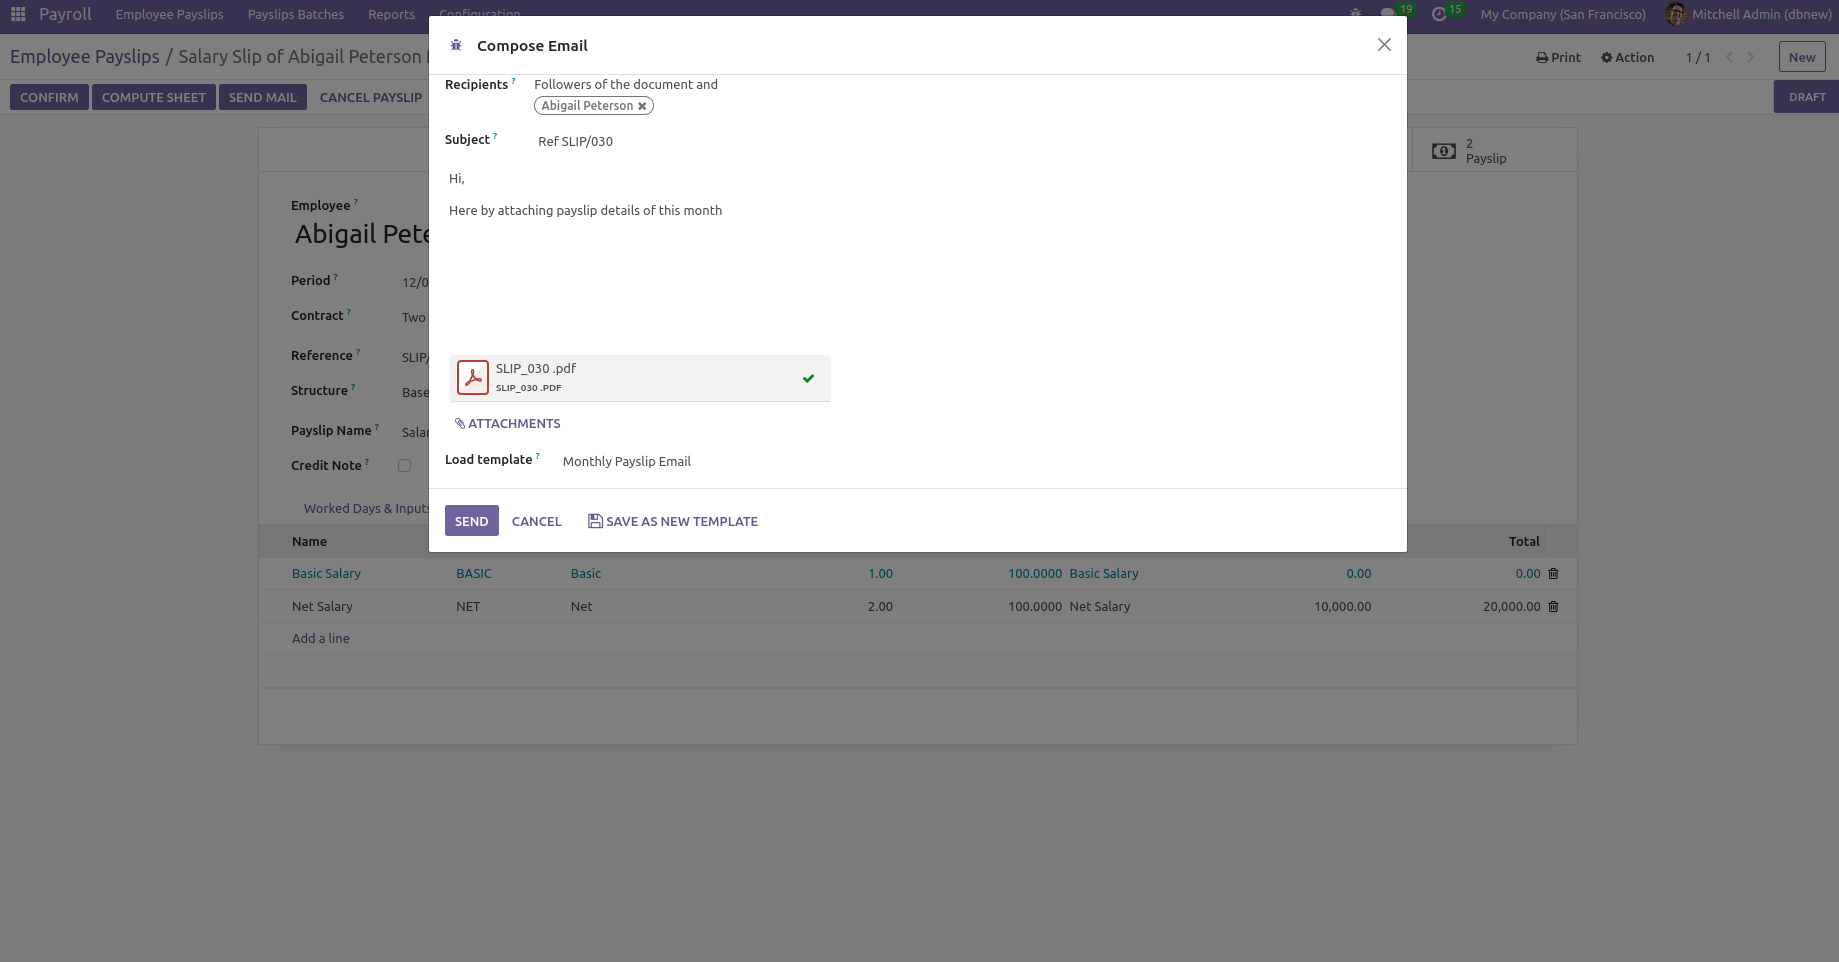 Payroll Employee Payslips Payslips Batches Reports Configuration 19 15 My Company (San Francisco) Mitchell Admin (dbnew)
Employee Payslips / Salary Slip of Abigail Peterson Print Action 1 / 1 New
CONFIRM COMPUTE SHEET SEND MAIL CANCEL PAYSLIP DRAFT
Compose Email
Recipients ? Followers of the document and
Abigail Peterson
Subject ? Ref SLIP/030
Hi,
Here by attaching payslip details of this month
SLIP_030 .pdf
SLIP_030 .PDF
ATTACHMENTS
Load template ? Monthly Payslip Email
SEND CANCEL SAVE AS NEW TEMPLATE
2
Payslip
Employee ?
Abigail Pete
Period ? 12/0
Contract ? Two
Reference ? SLIP/
Structure ? Base
Payslip Name ? Salar
Credit Note ?
Worked Days & Inputs
Name Total
Basic Salary BASIC Basic 1.00 100.0000 Basic Salary 0.00 0.00
Net Salary NET Net 2.00 100.0000 Net Salary 10,000.00 20,000.00
Add a line